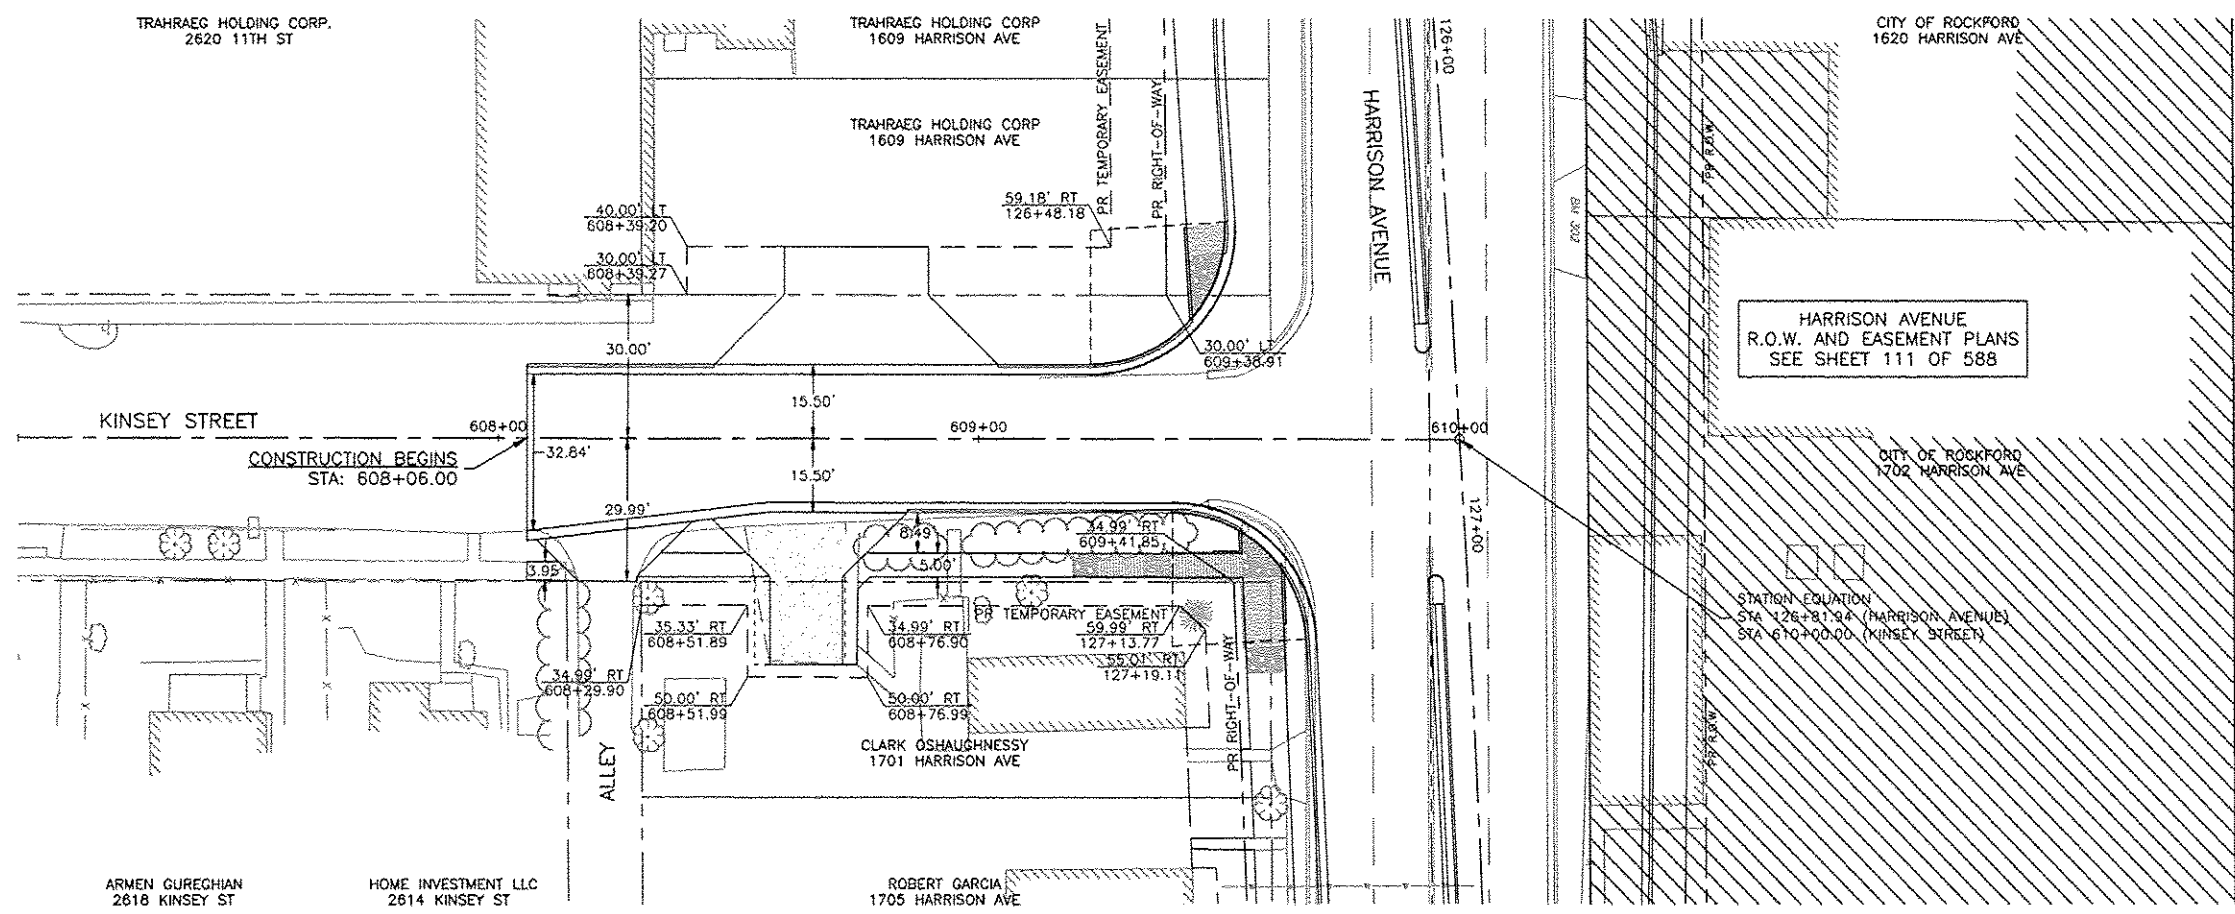 TRAHRAEG HOLDING CORP.
2620 11TH ST
TRAHRAEG HOLDING CORP
1609 HARRISON AVE
CITY OF ROCKFORD
1620 HARRISON AVE
126+00
PR TEMPORARY EASEMENT
PR RIGHT-OF-WAY
HARRISON AVENUE
TRAHRAEG HOLDING CORP
1609 HARRISON AVE
PR R.O.W.
BM 302
40.00' LT
608+39.20
59.18' RT
126+48.18
30.00' LT
608+39.27
HARRISON AVENUE
R.O.W. AND EASEMENT PLANS
SEE SHEET 111 OF 588
30.00'
30.00' LT
609+38.91
15.50'
KINSEY STREET
608+00
609+00
610+00
CONSTRUCTION BEGINS
STA: 608+06.00
32.84'
15.50'
CITY OF ROCKFORD
1702 HARRISON AVE
29.99'
8.49'
34.99' RT
609+41.85
127+00
3.95'
5.00'
STATION EQUATION
STA 126+81.94 (HARRISON AVENUE)
STA 610+00.00 (KINSEY STREET)
PR TEMPORARY EASEMENT
35.33' RT
608+51.89
34.99' RT
608+76.90
59.99' RT
127+13.77
55.01' RT
127+19.11
34.99' RT
608+29.90
50.00' RT
608+51.99
50.00' RT
608+76.99
PR RIGHT-OF-WAY
PR R.O.W.
CLARK OSHAUGHNESSY
1701 HARRISON AVE
ALLEY
ARMEN GUREGHIAN
2618 KINSEY ST
HOME INVESTMENT LLC
2614 KINSEY ST
ROBERT GARCIA
1705 HARRISON AVE